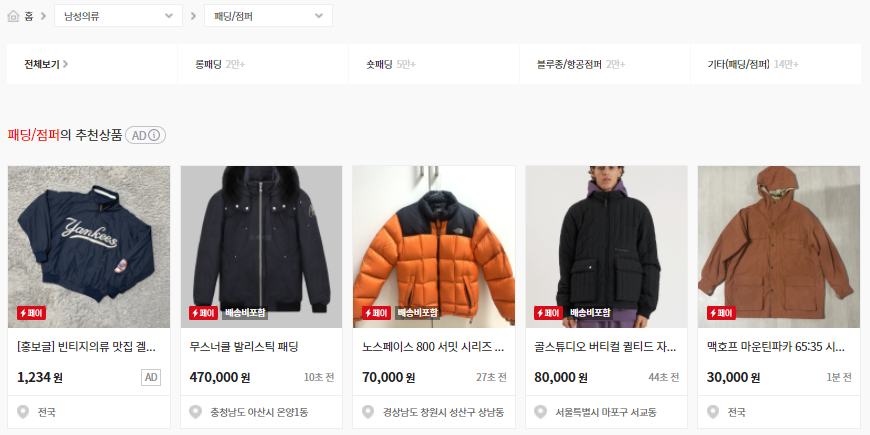 홈 > 남성의류 > 패딩/점퍼
전체보기 >
롱패딩 2만+
숏패딩 5만+
블루종/항공점퍼 2만+
기타(패딩/점퍼) 14만+
패딩/점퍼의 추천상품 AD
Yankees
페이
[홍보글] 빈티지의류 맛집 겔...
1,234 원
AD
전국
페이 배송비포함
무스너클 발리스틱 패딩
470,000 원
10초 전
충청남도 아산시 온양1동
페이 배송비포함
노스페이스 800 서밋 시리즈 ...
70,000 원
27초 전
경상남도 창원시 성산구 상남동
페이 배송비포함
골스튜디오 버티컬 퀼티드 자...
80,000 원
44초 전
서울특별시 마포구 서교동
페이
맥호프 마운틴파카 65:35 시...
30,000 원
1분 전
전국